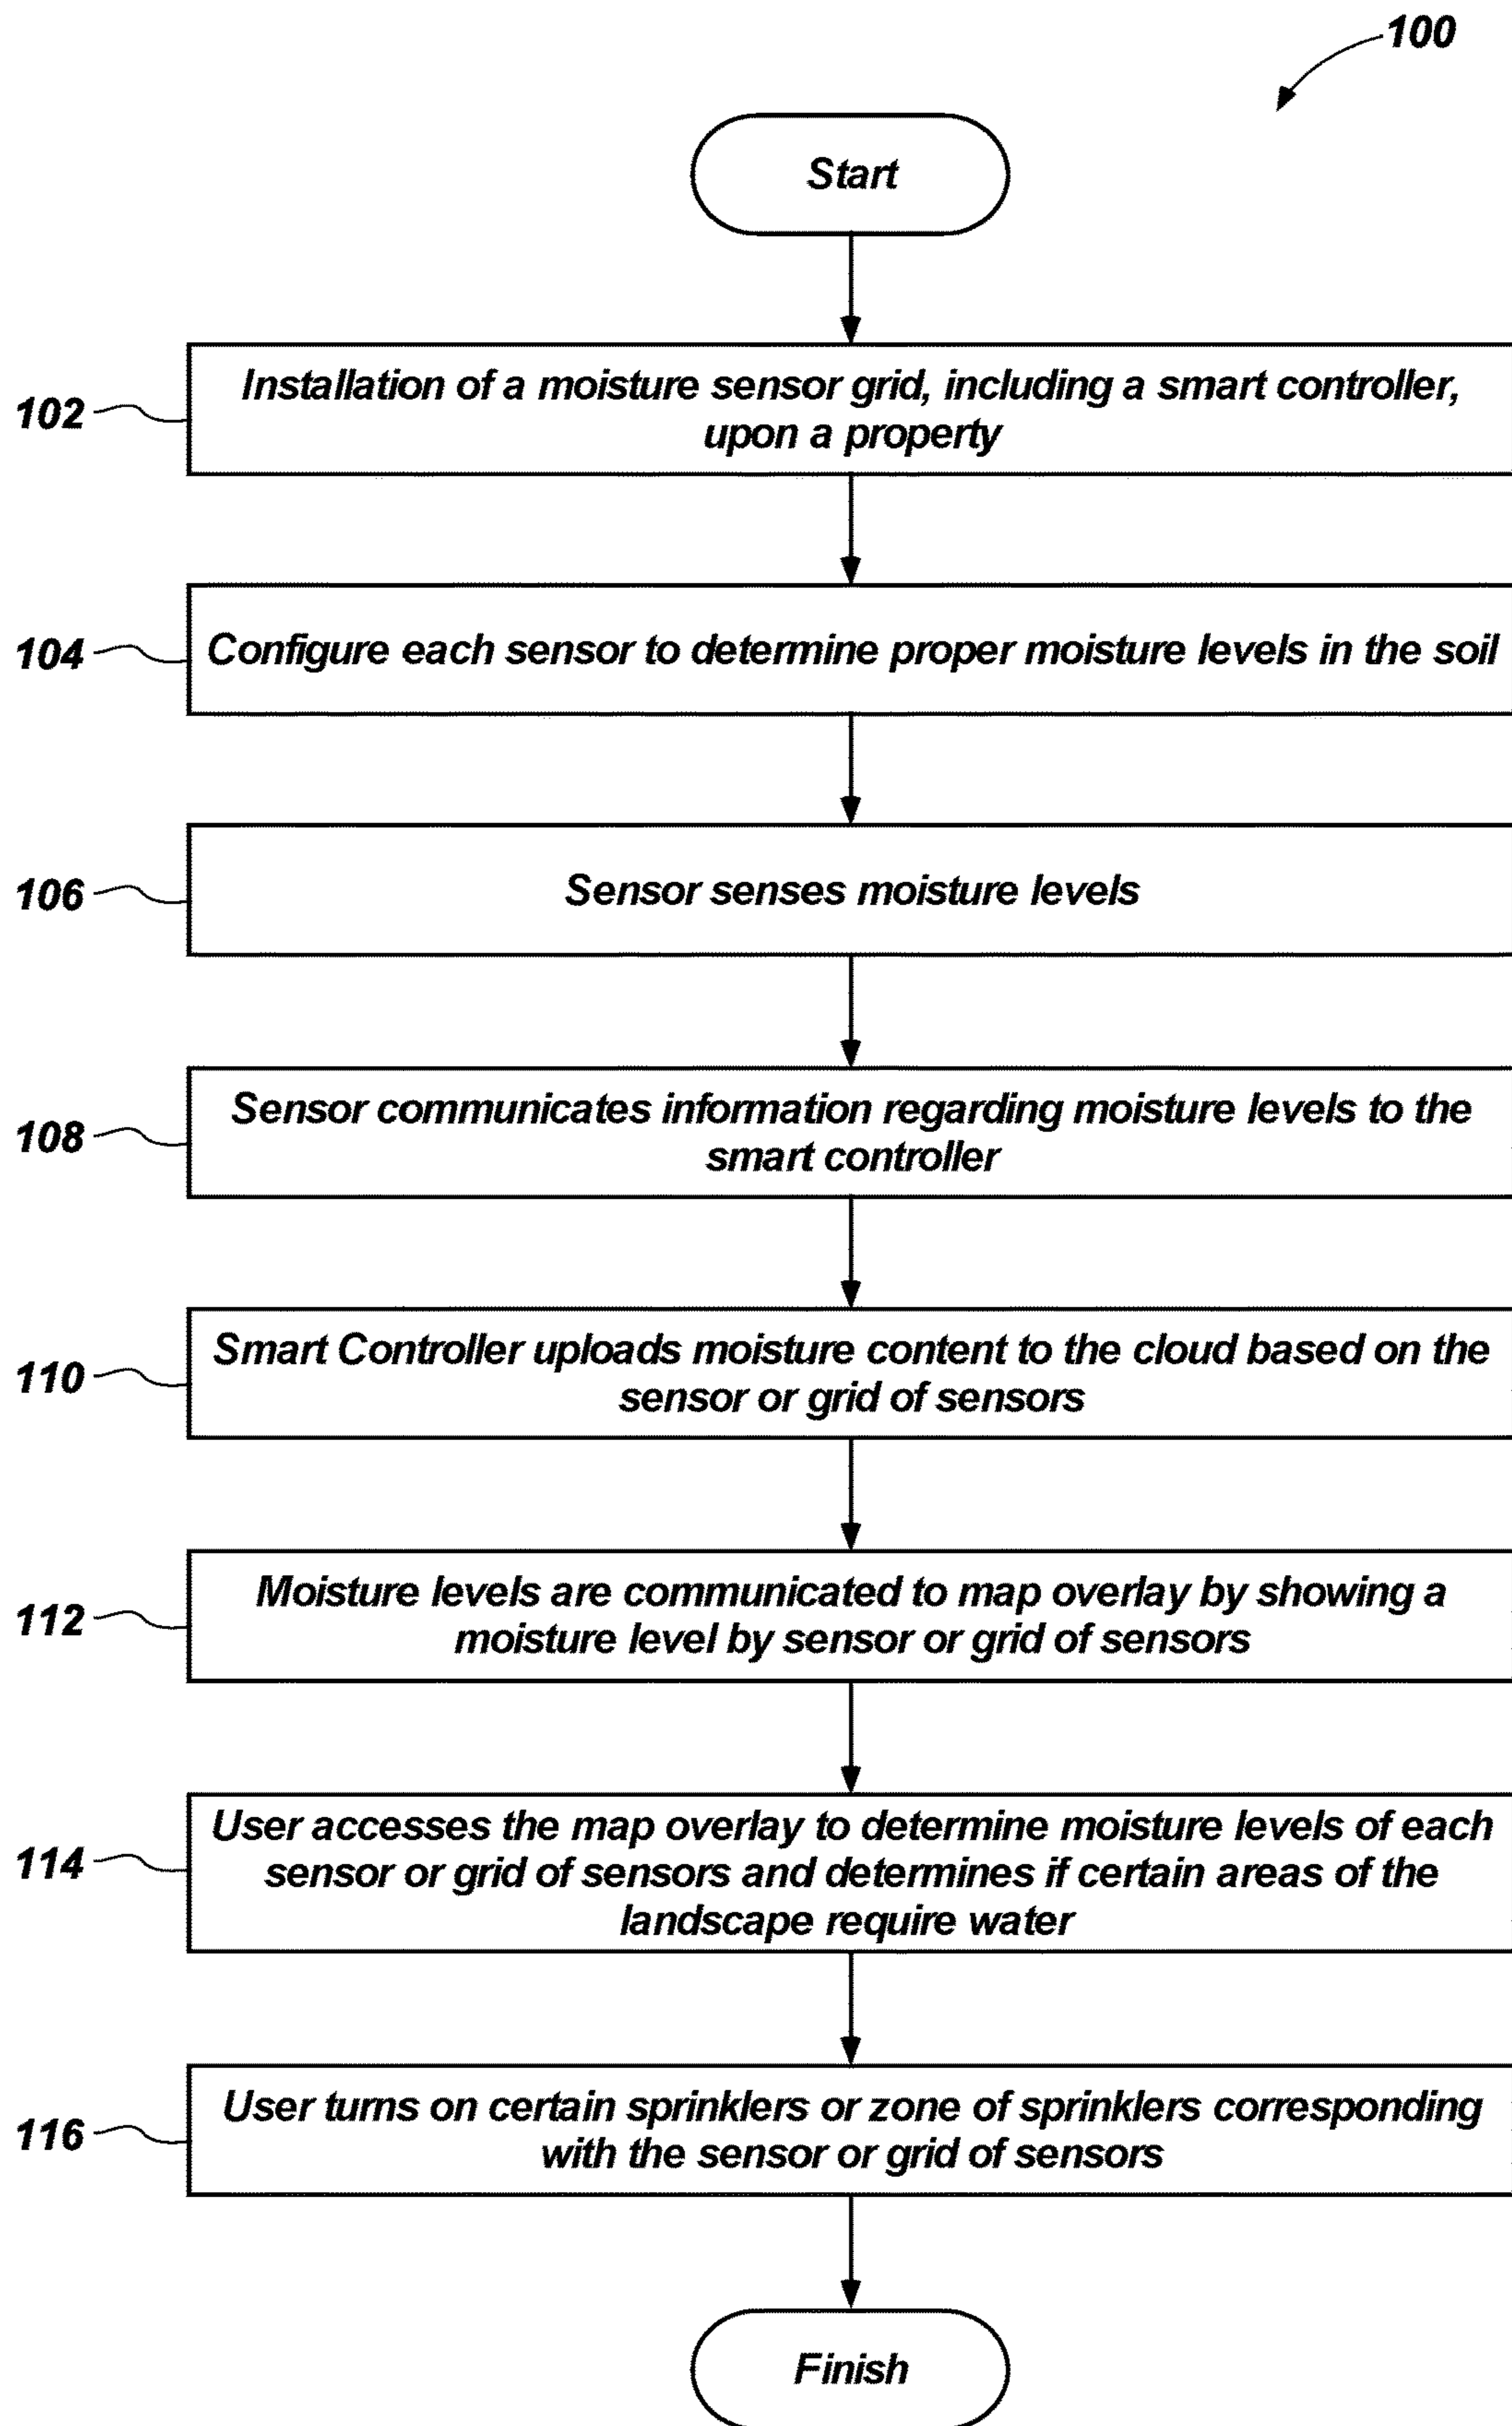 100
Start
102
Installation of a moisture sensor grid, including a smart controller,
upon a property
104
Configure each sensor to determine proper moisture levels in the soil
106
Sensor senses moisture levels
108
Sensor communicates information regarding moisture levels to the
smart controller
110
Smart Controller uploads moisture content to the cloud based on the
sensor or grid of sensors
112
Moisture levels are communicated to map overlay by showing a
moisture level by sensor or grid of sensors
114
User accesses the map overlay to determine moisture levels of each
sensor or grid of sensors and determines if certain areas of the
landscape require water
116
User turns on certain sprinklers or zone of sprinklers corresponding
with the sensor or grid of sensors
Finish